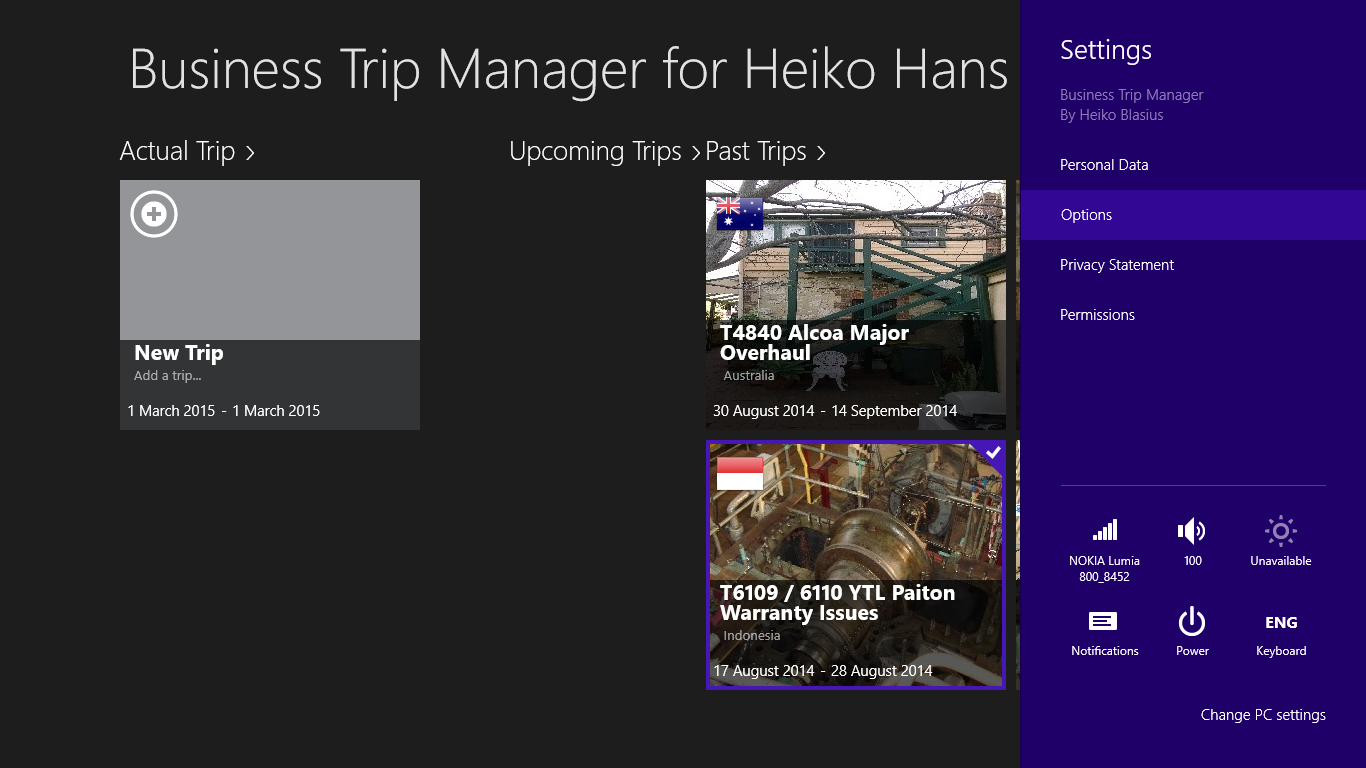 Business Trip Manager for Heiko Hans
Actual Trip
New Trip
Add a trip...
1 March 2015 - 1 March 2015
Upcoming Trips
Past Trips
T4840 Alcoa Major
Overhaul
Australia
30 August 2014 - 14 September 2014
T6109 / 6110 YTL Paiton
Warranty Issues
Indonesia
17 August 2014 - 28 August 2014
Settings
Business Trip Manager
By Heiko Blasius
Personal Data
Options
Privacy Statement
Permissions
NOKIA Lumia
800_8452
100
Unavailable
Notifications
Power
ENG
Keyboard
Change PC settings